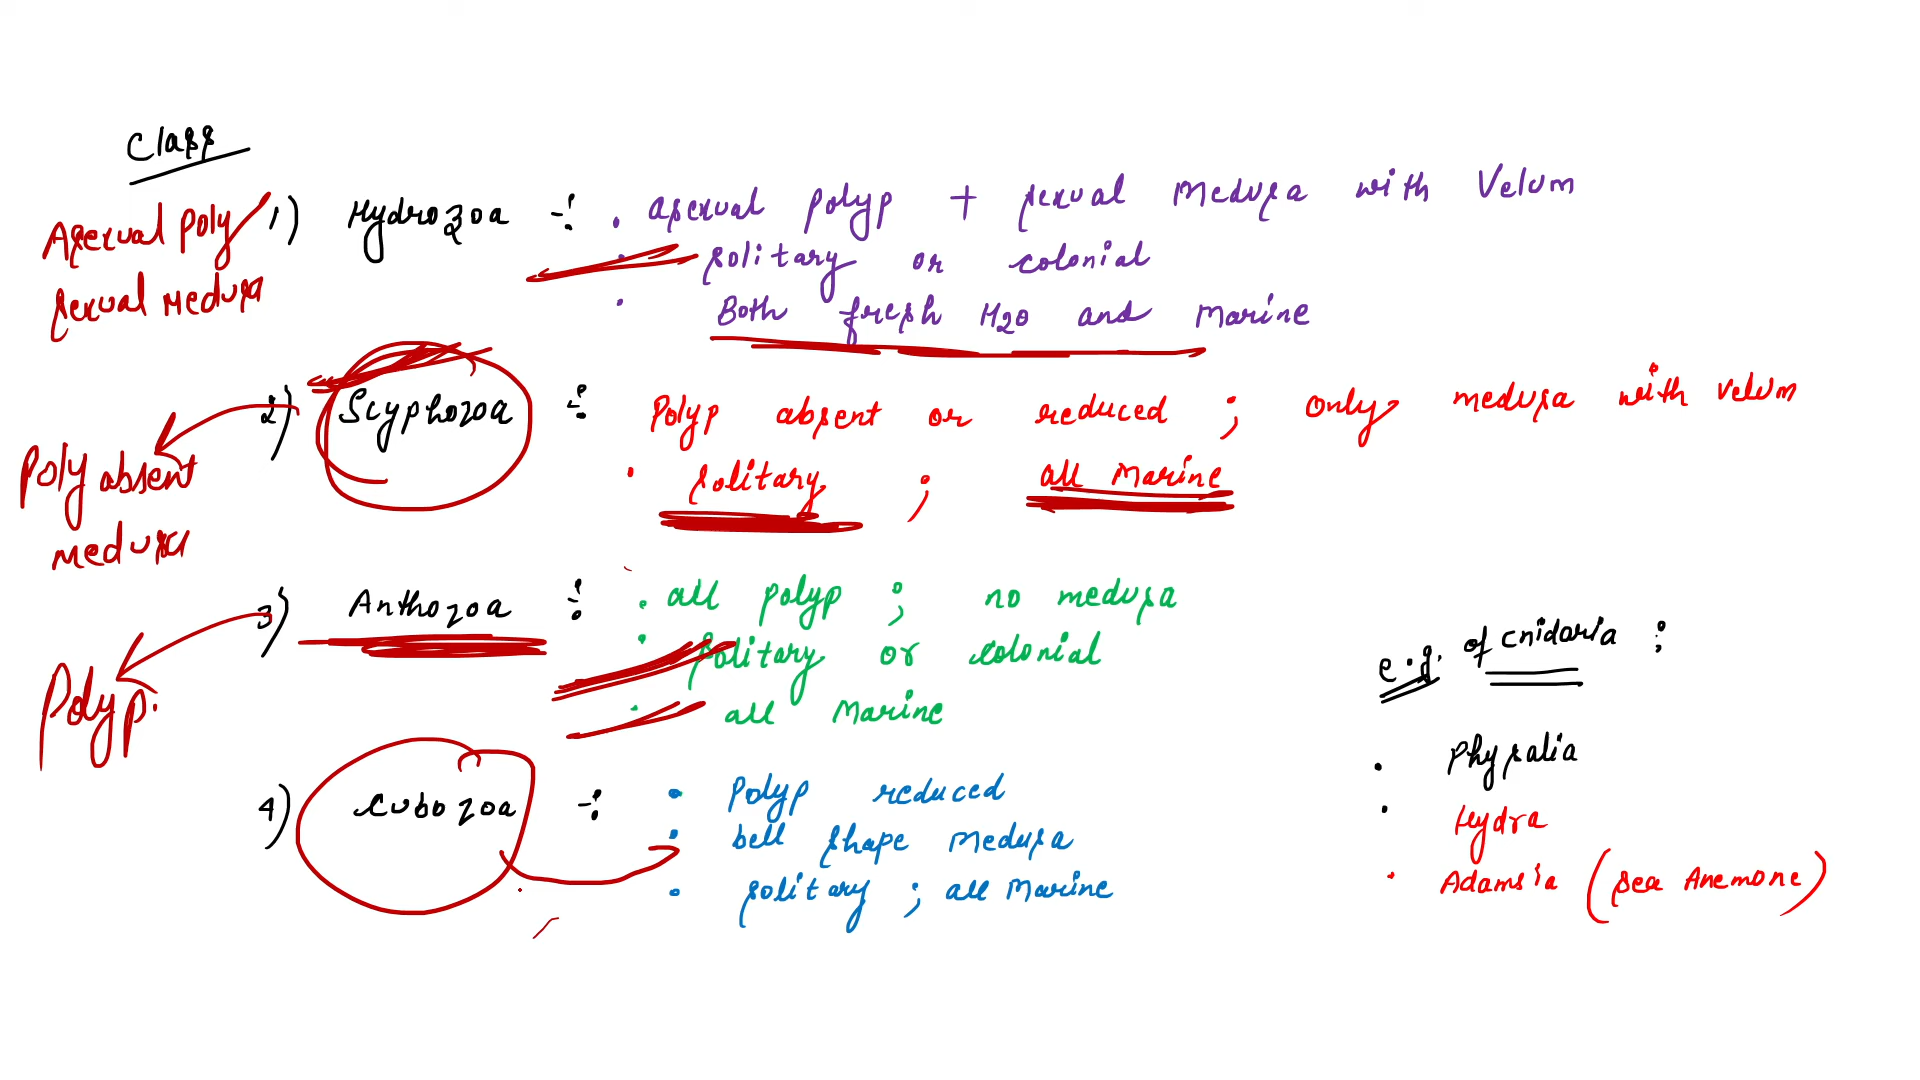 Class
1) Hydrozoa ÷ . asexual polyp + sexual Medusa with Velum
Asexual Poly
sexual Medusa
. solitary or colonial
. Both fresh H2O and Marine
2) Scyphozoa ÷ Polyp absent or reduced ; only medusa with velum
Poly absent
medusa
. solitary ; all Marine
3) Anthozoa ÷ . all polyp ; no medusa
. solitary or colonial
. all Marine
Polyp.
4) Cubozoa ÷ . Polyp reduced
. bell shape Medusa
. solitary ; all Marine
e.g. of cnidaria ;
. Physalia
. Hydra
. Adamsia (sea Anemone)